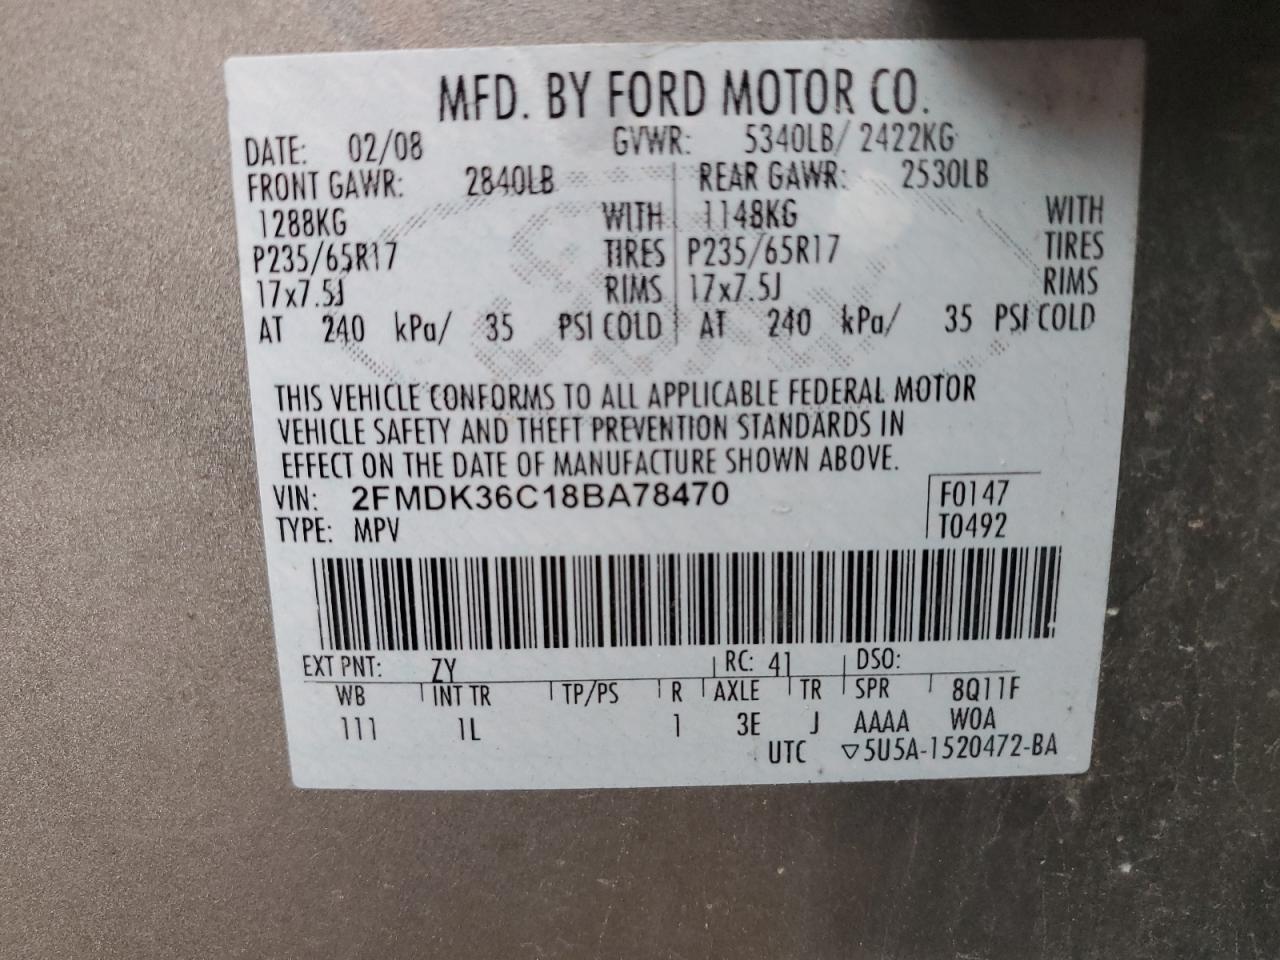 MFD. BY FORD MOTOR CO.
DATE: 02/08 GVWR: 5340LB/ 2422KG
FRONT GAWR: 2840LB REAR GAWR: 2530LB
1288KG WITH 1148KG WITH
P235/65R17 TIRES P235/65R17 TIRES
17x7.5J RIMS 17x7.5J RIMS
AT 240 kPa/ 35 PSI COLD AT 240 kPa/ 35 PSI COLD
THIS VEHICLE CONFORMS TO ALL APPLICABLE FEDERAL MOTOR
VEHICLE SAFETY AND THEFT PREVENTION STANDARDS IN
EFFECT ON THE DATE OF MANUFACTURE SHOWN ABOVE.
VIN: 2FMDK36C18BA78470 F0147
TYPE: MPV T0492
EXT PNT: ZY RC: 41 DSO:
WB INT TR TP/PS R AXLE TR SPR 8Q11F
111 1L 1 3E J AAAA W0A
UTC ▽5U5A-1520472-BA